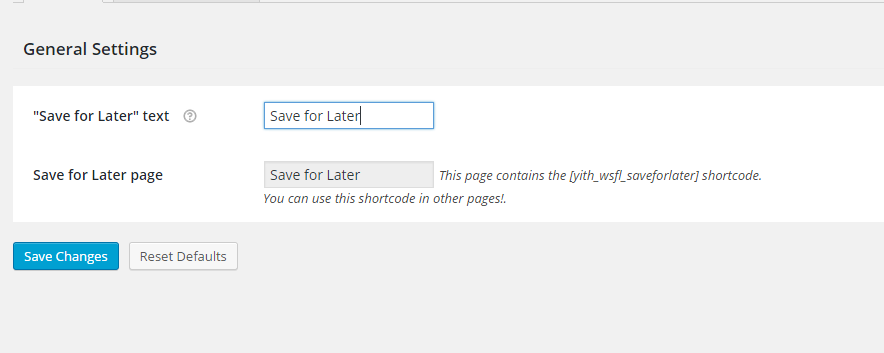 General Settings
"Save for Later" text
Save for Later
Save for Later page
Save for Later
This page contains the [yith_wsfl_saveforlater] shortcode.
You can use this shortcode in other pages!.
Save Changes
Reset Defaults